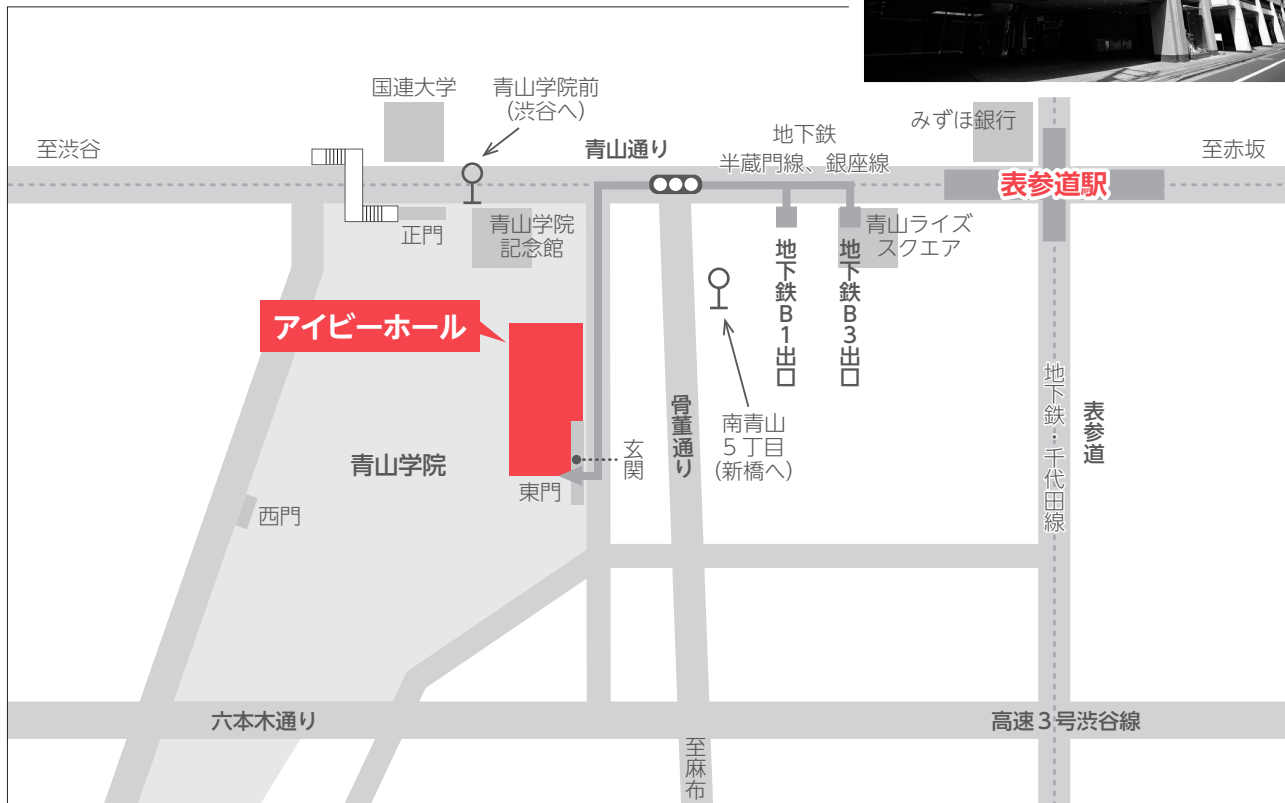 国連大学
青山学院前
(渋谷へ)
みずほ銀行
地下鉄
半蔵門線、銀座線
至渋谷
青山通り
至赤坂
表参道駅
正門
青山学院
記念館
青山ライズ
スクエア
地下鉄B1出口
地下鉄B3出口
アイビーホール
骨董通り
南青山
5丁目
(新橋へ)
地下鉄・千代田線
表参道
青山学院
玄関
東門
西門
六本木通り
高速3号渋谷線
至麻布